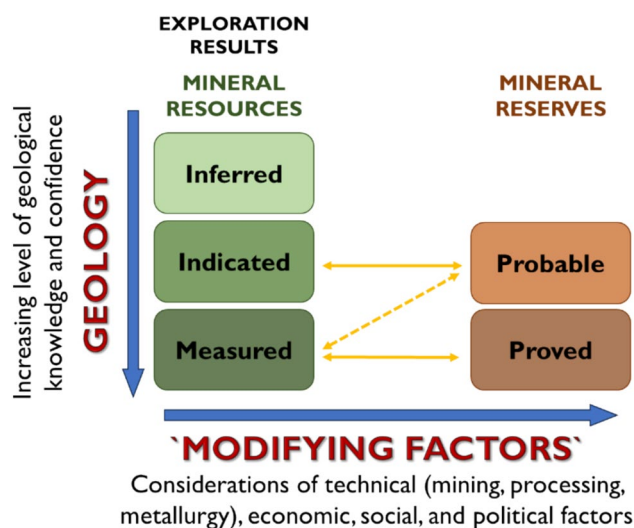 EXPLORATION
RESULTS
MINERAL
RESOURCES
MINERAL
RESERVES
Increasing level of geological
knowledge and confidence
GEOLOGY
Inferred
Indicated
Probable
Measured
Proved
`MODIFYING FACTORS`
Considerations of technical (mining, processing,
metallurgy), economic, social, and political factors